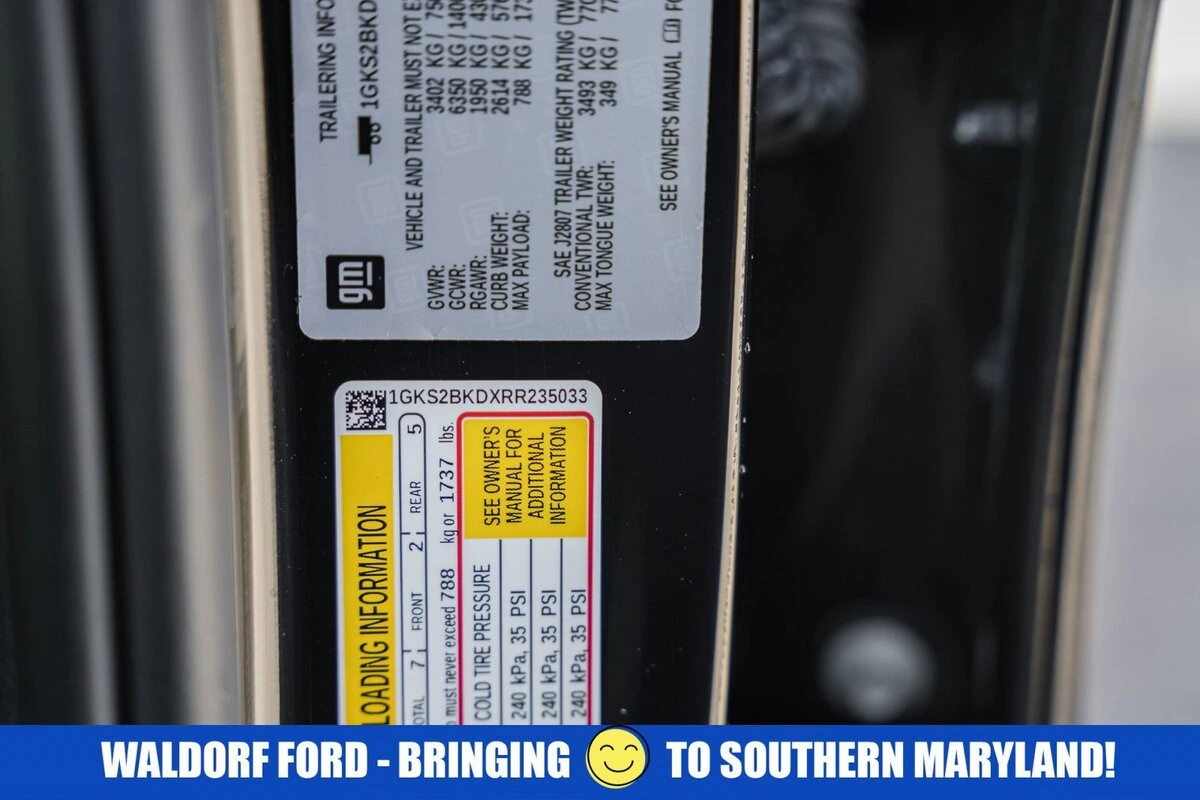 TRAILERING INFO
1GKS2BKD
VEHICLE AND TRAILER MUST NOT E
GVWR: 3402 KG / 75
GCWR: 6350 KG / 140
RGAWR: 1950 KG / 43
CURB WEIGHT: 2614 KG / 57
MAX PAYLOAD: 788 KG / 17
SAE J2807 TRAILER WEIGHT RATING (TW
CONVENTIONAL TWR: 3493 KG / 770
MAX TONGUE WEIGHT: 349 KG / 77
SEE OWNER'S MANUAL FO
gm
1GKS2BKDXRR235033
LOADING INFORMATION
OTAL 7 FRONT 2 REAR 5
must never exceed 788 kg or 1737 lbs.
COLD TIRE PRESSURE
240 kPa, 35 PSI
240 kPa, 35 PSI
240 kPa, 35 PSI
SEE OWNER'S
MANUAL FOR
ADDITIONAL
INFORMATION
WALDORF FORD - BRINGING TO SOUTHERN MARYLAND!